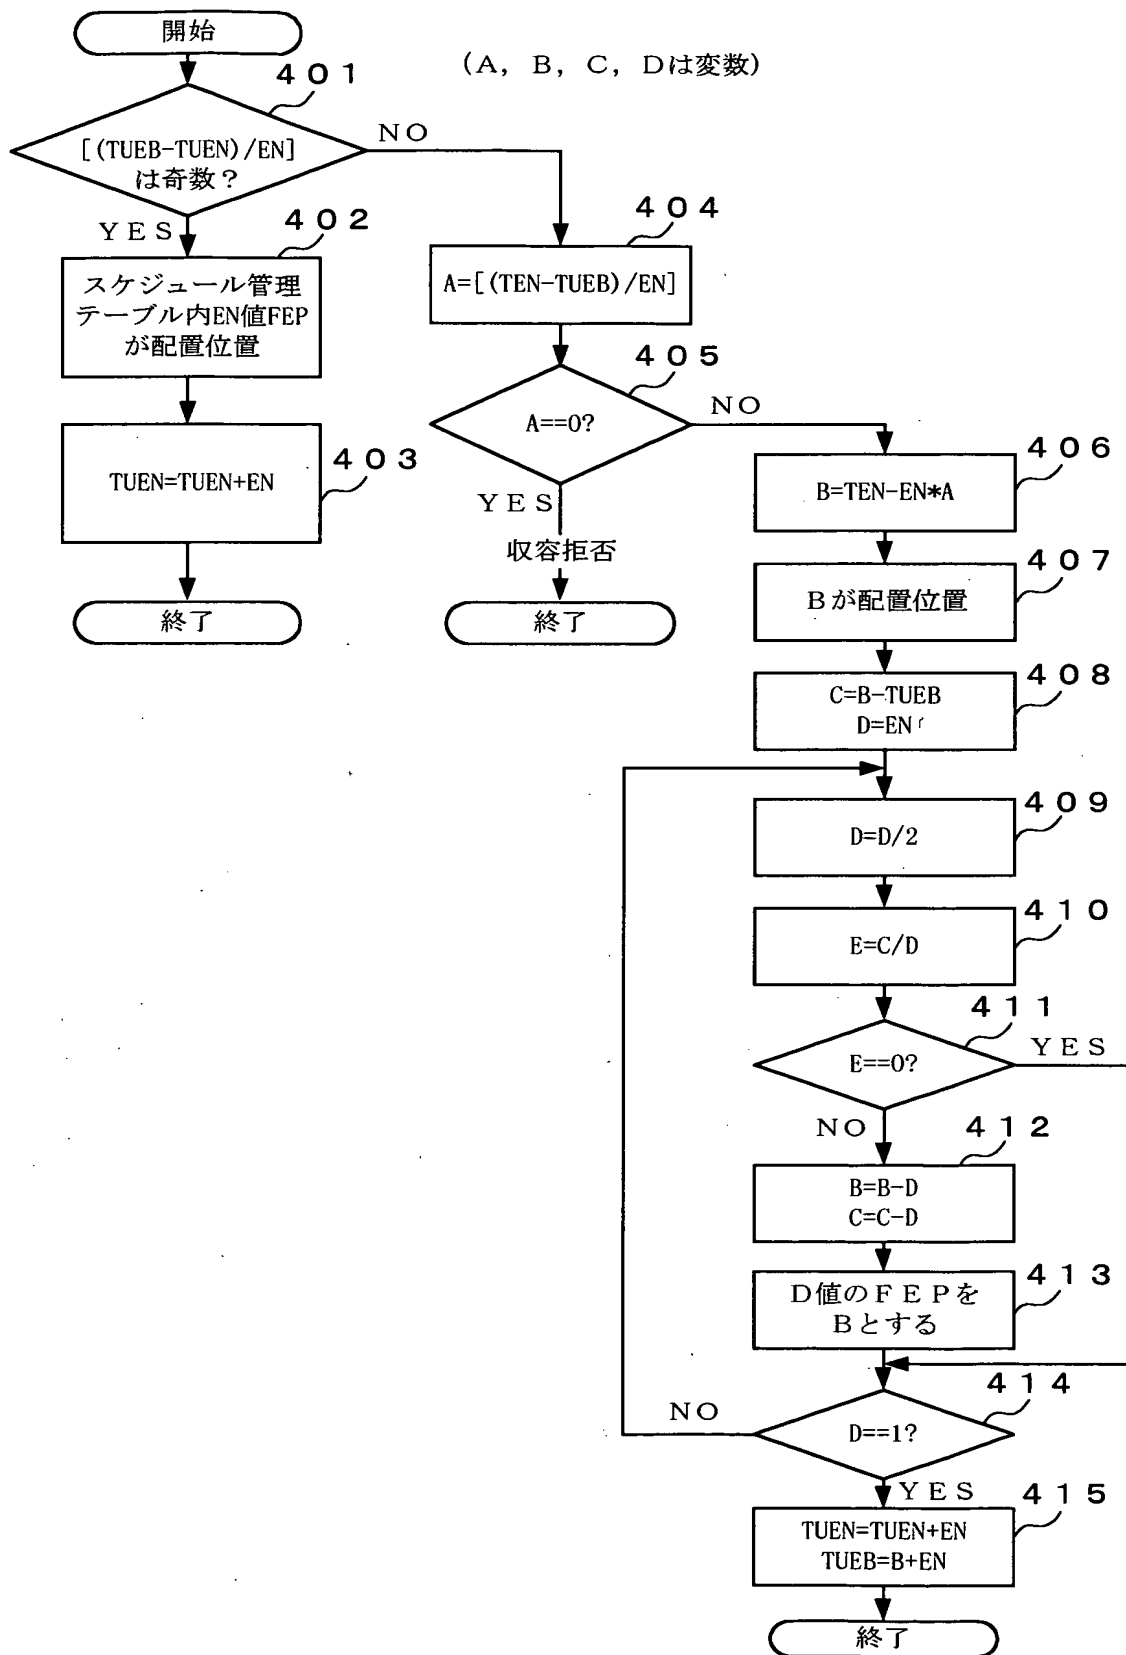 開始
(A, B, C, Dは変数)
401
[(TUEB-TUEN)/EN]
は奇数?
NO
YES
402
スケジュール管理
テーブル内EN値FEP
が配置位置
403
TUEN=TUEN+EN
終了
404
A=[(TEN-TUEB)/EN]
405
A==0?
NO
YES
収容拒否
終了
406
B=TEN-EN*A
407
Bが配置位置
408
C=B-TUEB
D=EN
409
D=D/2
410
E=C/D
411
E==0?
YES
NO
412
B=B-D
C=C-D
413
D値のFEPを
Bとする
414
D==1?
NO
YES
415
TUEN=TUEN+EN
TUEB=B+EN
終了